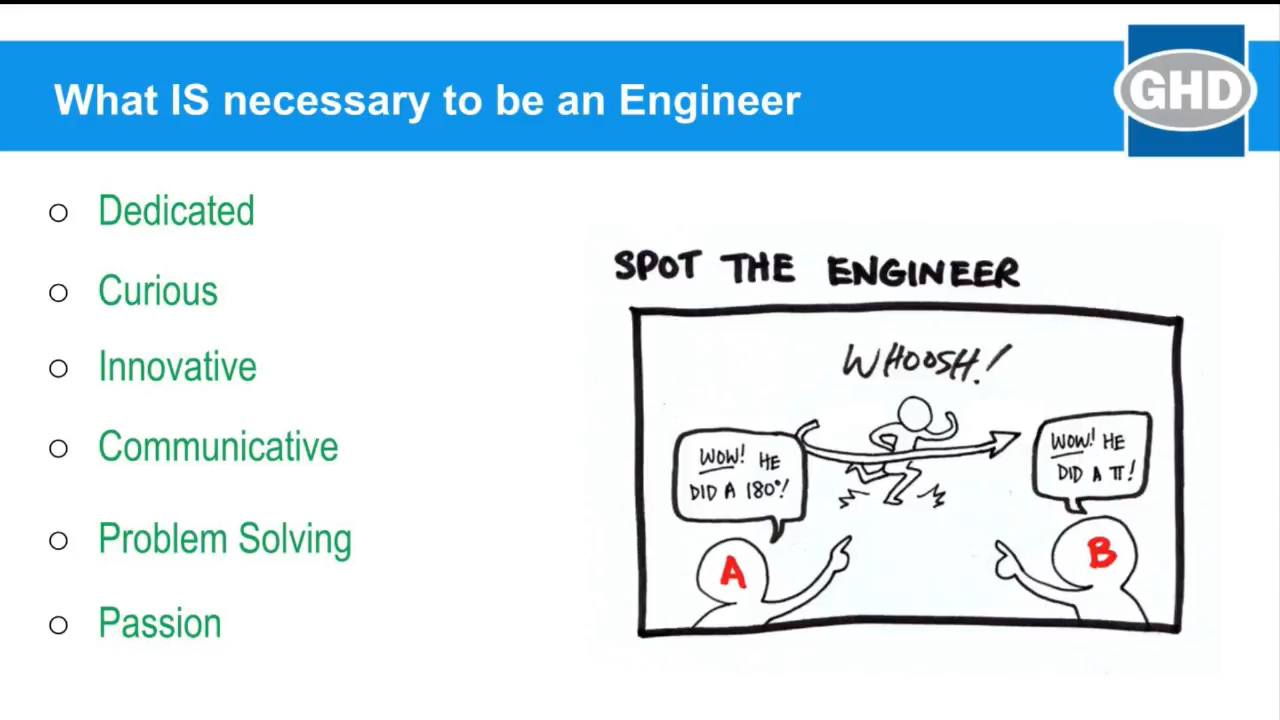 What IS necessary to be an Engineer
GHD
Dedicated
Curious
Innovative
Communicative
Problem Solving
Passion
SPOT THE ENGINEER
WHOOSH!
WOW! HE
DID A 180°!
WOW! HE
DID A π!
A
B